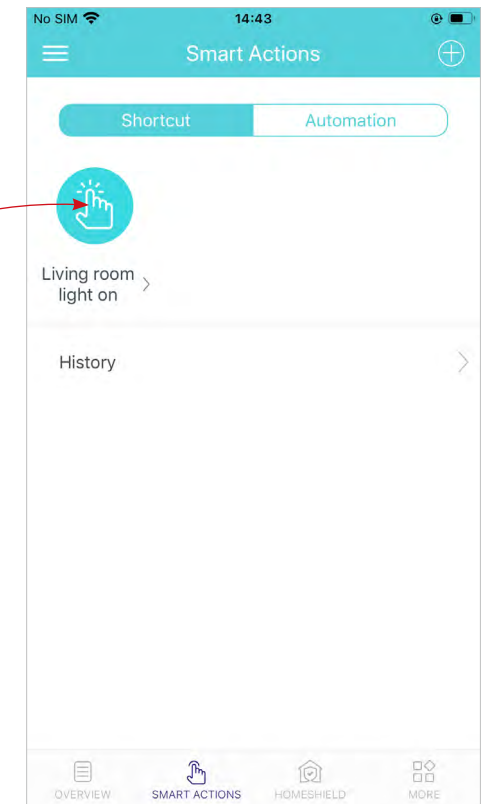 No SIM 14:43
Smart Actions
Shortcut Automation
Living room
light on
History
OVERVIEW SMART ACTIONS HOMESHIELD MORE